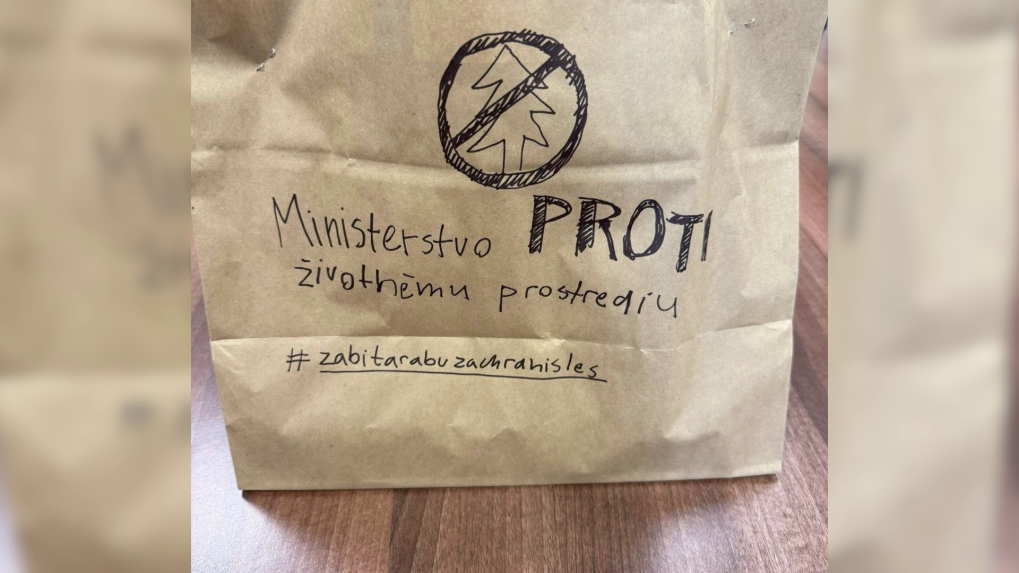 Ministerstvo PROTI
životnému prostrediu
# zabitarabuzachranisles